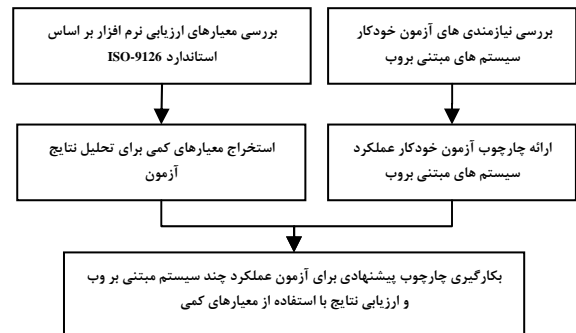 بررسی نیازمندی های آزمون خودکار
سیستم های مبتنی بروب
بررسی معیارهای ارزیابی نرم افزار بر اساس
استاندارد ISO-9126
ارائه چارچوب آزمون خودکار عملکرد
سیستم های مبتنی بروب
استخراج معیارهای کمی برای تحلیل نتایج
آزمون
بکارگیری چارچوب پیشنهادی برای آزمون عملکرد چند سیستم مبتنی بر وب
و ارزیابی نتایج با استفاده از معیارهای کمی